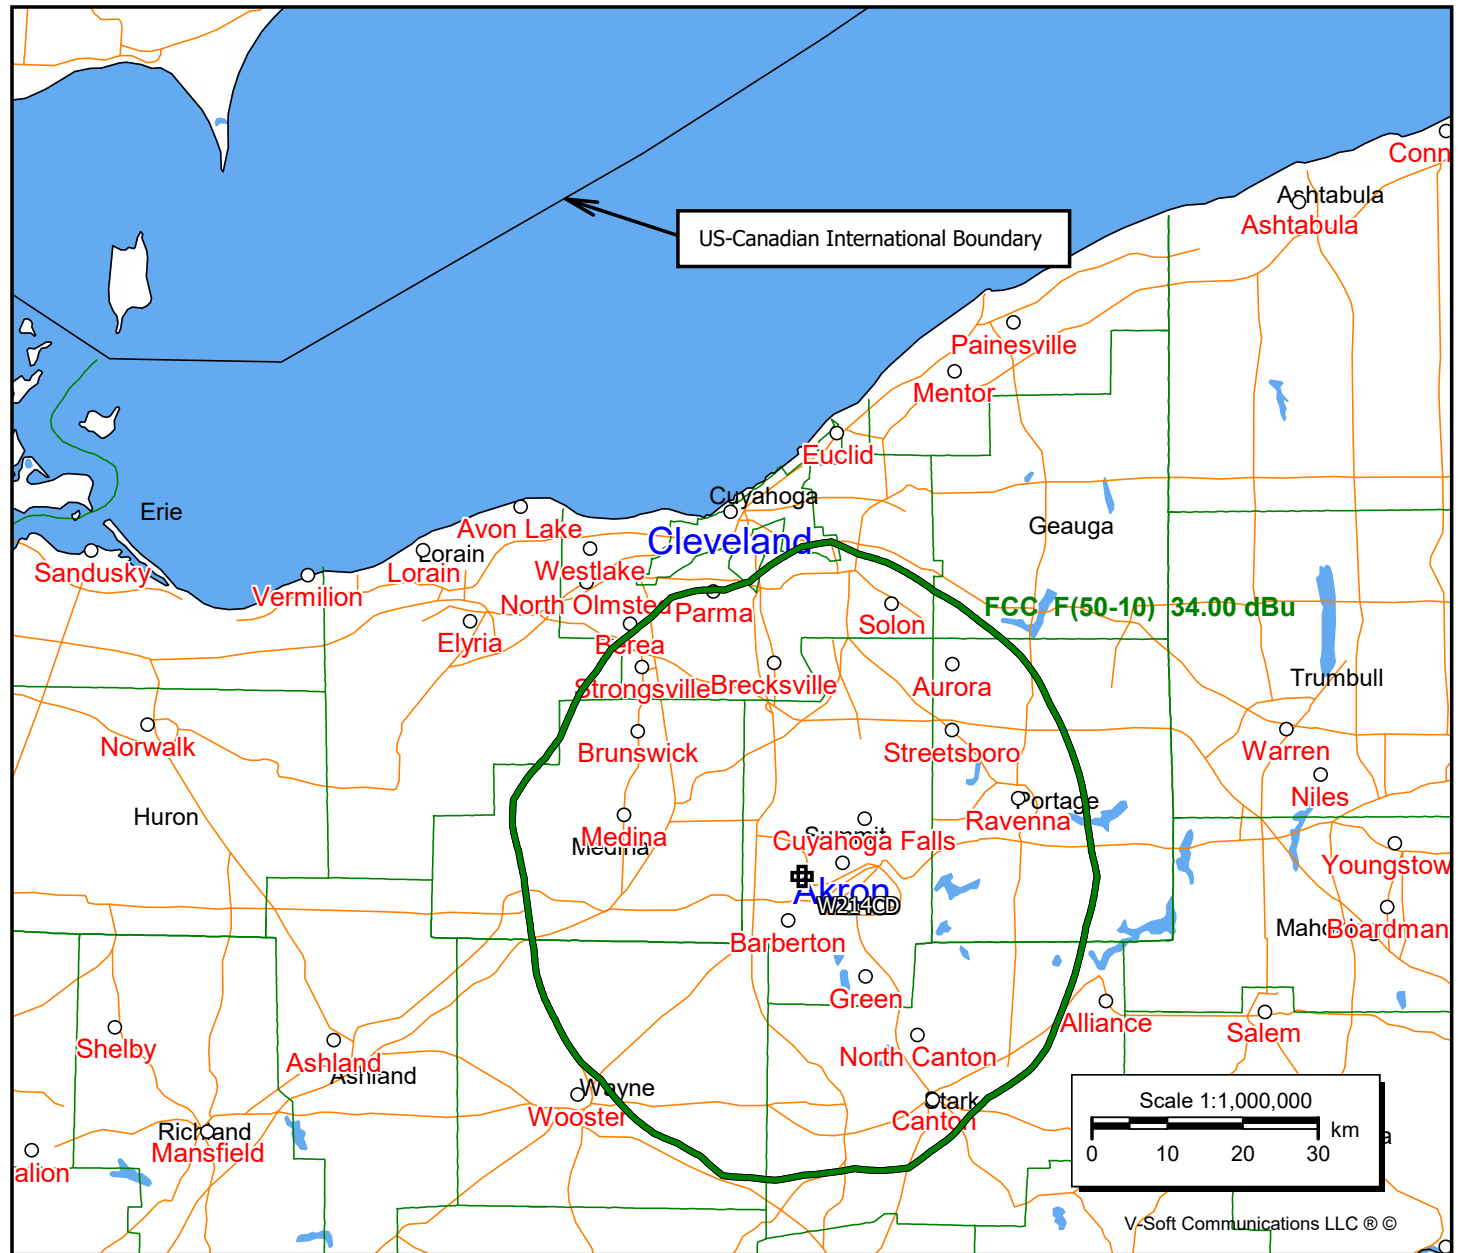 Conn
Ashtabula
Ashtabula
US-Canadian International Boundary
Painesville
Mentor
Euclid
Cuyahoga
Erie
Avon Lake
Cleveland
Geauga
Lorain
Sandusky
Lorain
Westlake
Vermilion
North Olmsted
Parma
FCC F(50-10) 34.00 dBu
Solon
Elyria
Berea
Strongsville
Brecksville
Aurora
Trumbull
Norwalk
Brunswick
Streetsboro
Warren
Niles
Portage
Huron
Ravenna
Medina
Medina
Summit
Cuyahoga Falls
Youngstow
Akron
W214CD
Barberton
Mahoning
Boardman
Green
Alliance
Salem
Shelby
Ashland
Ashland
North Canton
Wayne
Wooster
Stark
Canton
Scale 1:1,000,000
km
0 10 20 30
a
Richland
Mansfield
alion
V-Soft Communications LLC ® ©